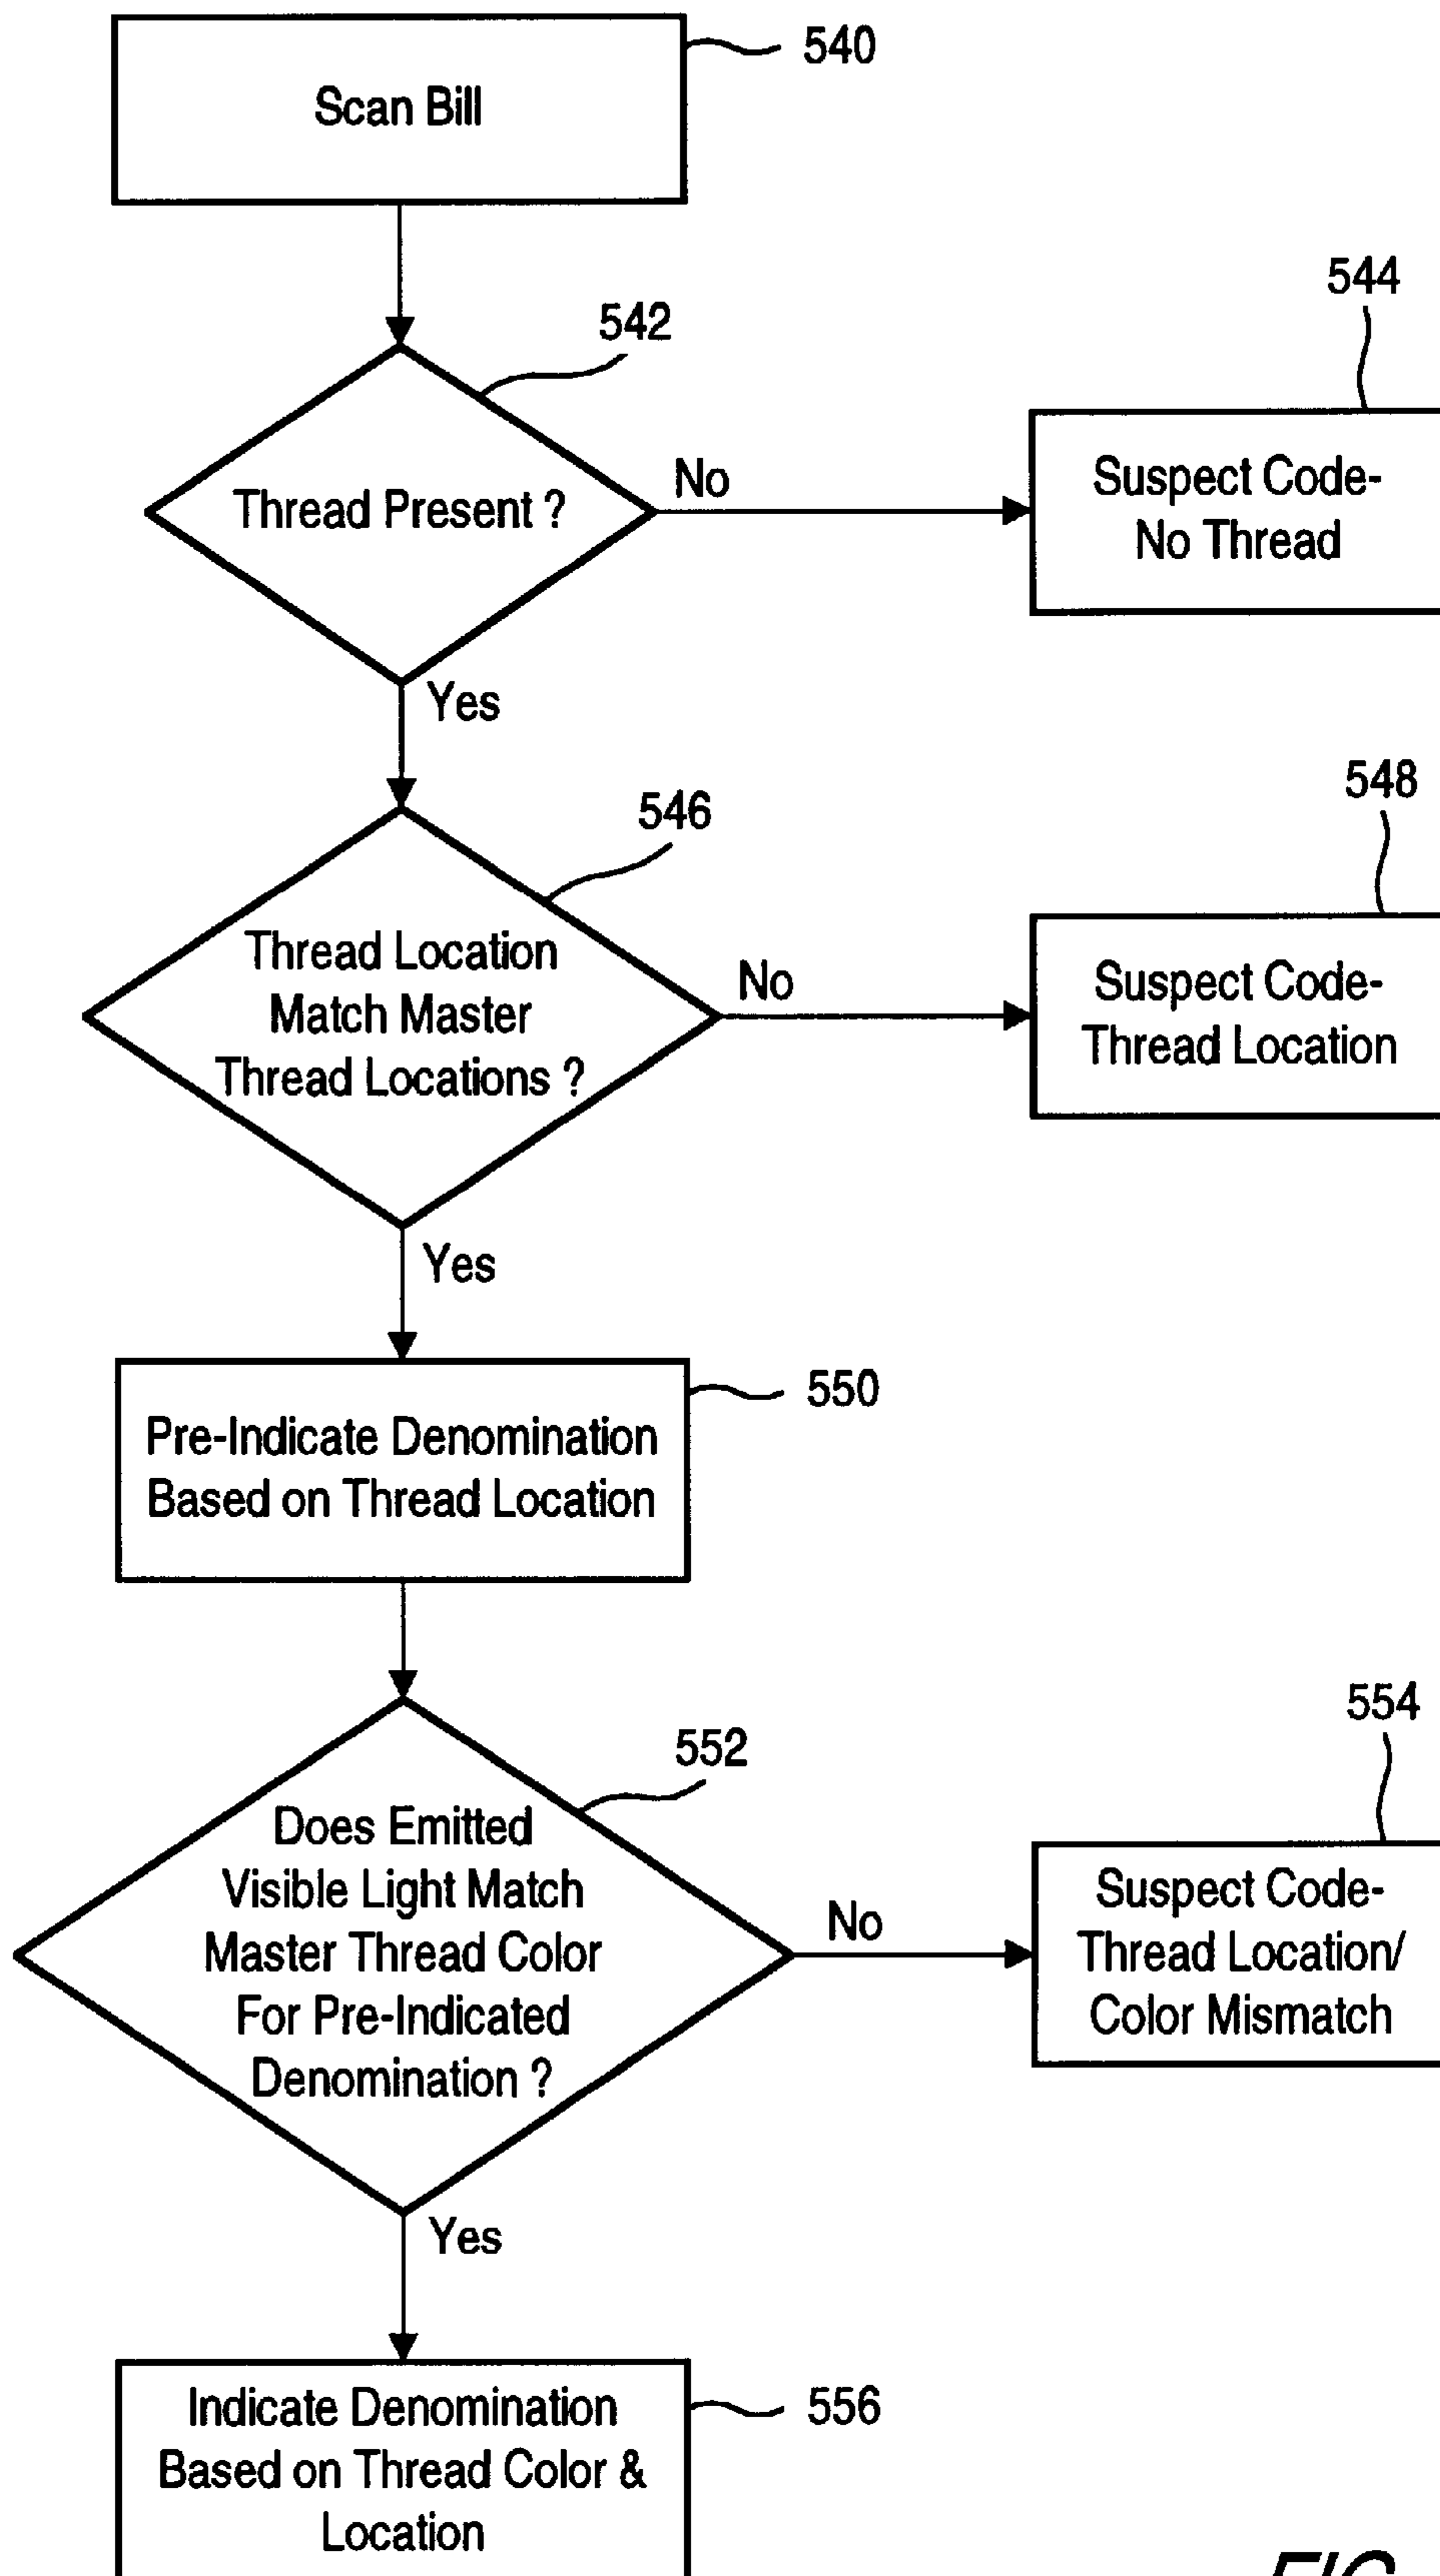 Scan Bill
540
542
Thread Present ?
No
544
Suspect Code-
No Thread
Yes
546
Thread Location
Match Master
Thread Locations ?
No
548
Suspect Code-
Thread Location
Yes
Pre-Indicate Denomination
Based on Thread Location
550
552
Does Emitted
Visible Light Match
Master Thread Color
For Pre-Indicated
Denomination ?
No
554
Suspect Code-
Thread Location/
Color Mismatch
Yes
Indicate Denomination
Based on Thread Color &
Location
556